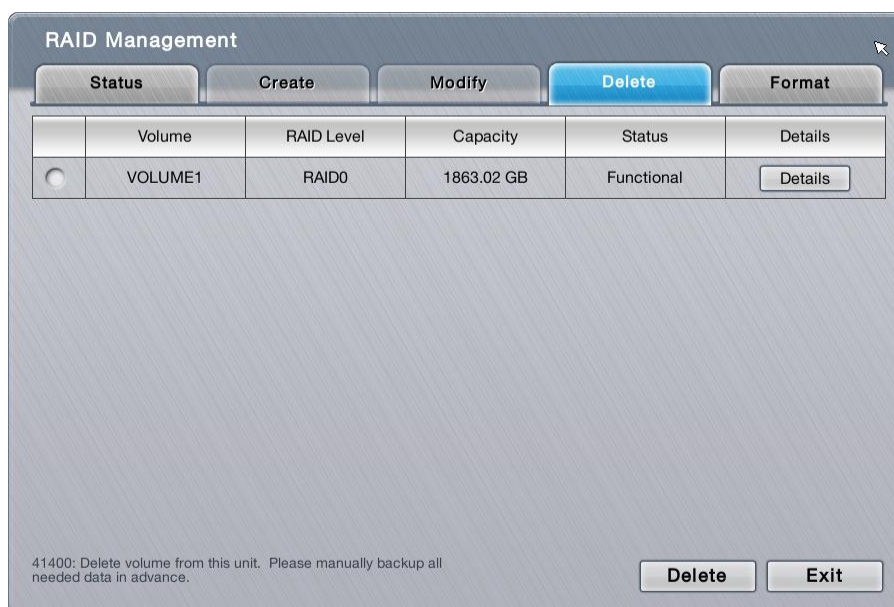 RAID Management
Status Create Modify Delete Format
Volume RAID Level Capacity Status Details
VOLUME1 RAID0 1863.02 GB Functional Details
41400: Delete volume from this unit. Please manually backup all
needed data in advance.
Delete Exit